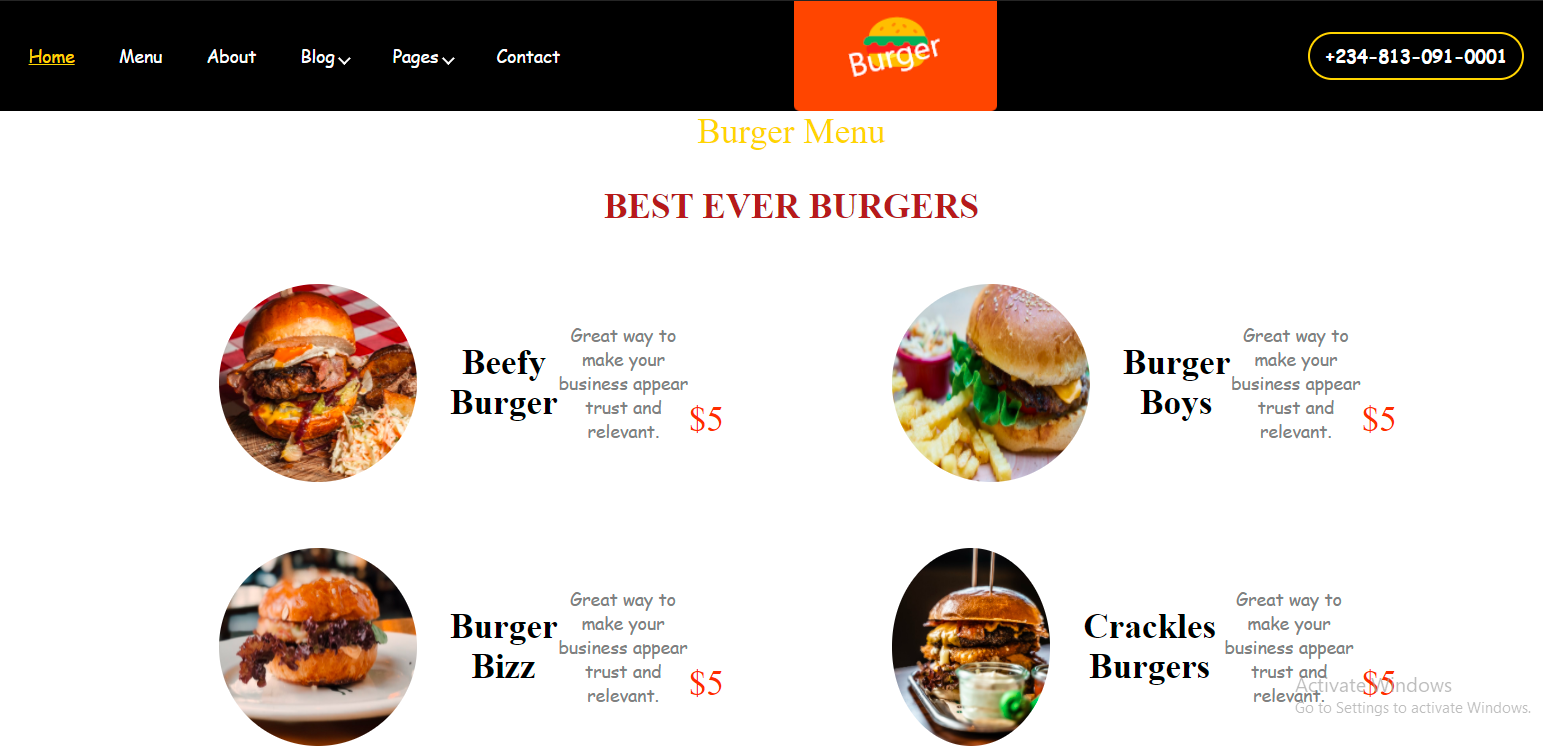 Home Menu About Blog Pages Contact
Burger
+234-813-091-0001
Burger Menu
BEST EVER BURGERS
Beefy
Burger
Great way to
make your
business appear
trust and
relevant.
$5
Burger
Boys
Great way to
make your
business appear
trust and
relevant.
$5
Burger
Bizz
Great way to
make your
business appear
trust and
relevant.
$5
Crackles
Burgers
Great way to
make your
business appear
trust and
relevant.
$5
Activate Windows
Go to Settings to activate Windows.